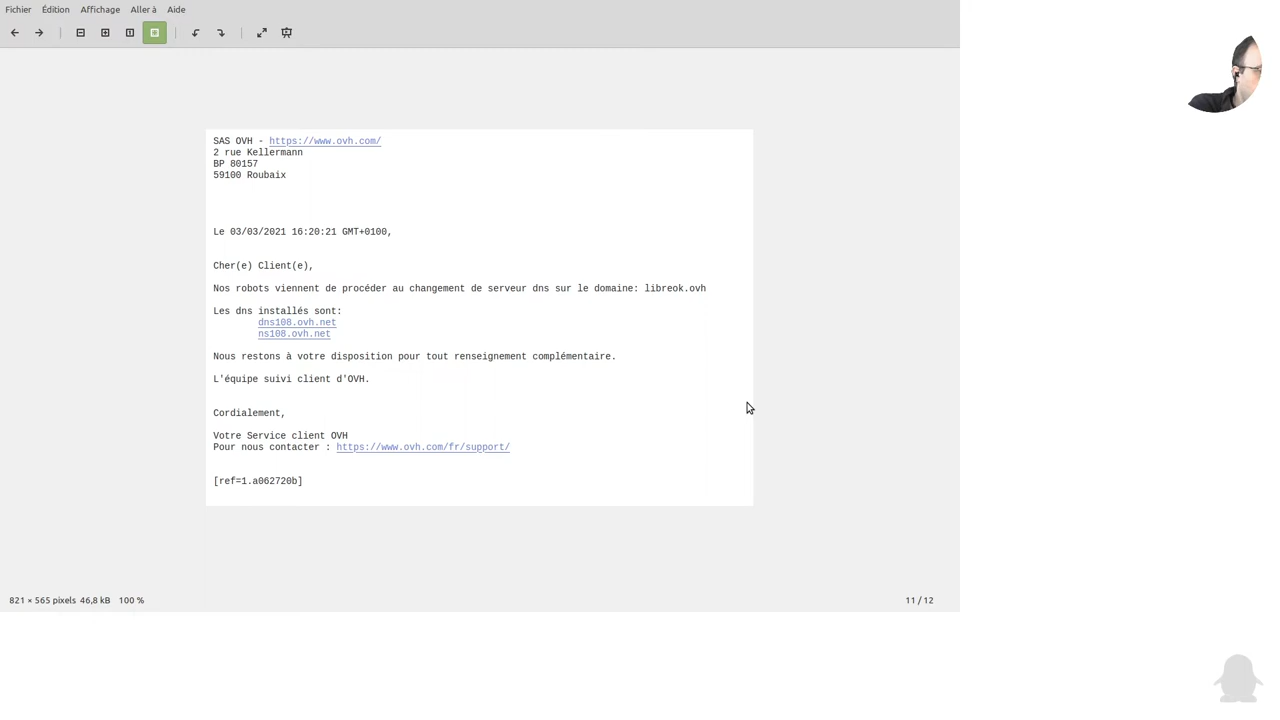 Fichier Édition Affichage Aller à Aide
SAS OVH - https://www.ovh.com/
2 rue Kellermann
BP 80157
59100 Roubaix
Le 03/03/2021 16:20:21 GMT+0100,
Cher(e) Client(e),
Nos robots viennent de procéder au changement de serveur dns sur le domaine: libreok.ovh
Les dns installés sont:
dns108.ovh.net
ns108.ovh.net
Nous restons à votre disposition pour tout renseignement complémentaire.
L'équipe suivi client d'OVH.
Cordialement,
Votre Service client OVH
Pour nous contacter : https://www.ovh.com/fr/support/
[ref=1.a062720b]
821 × 565 pixels 46,8 kB 100 % 11 / 12